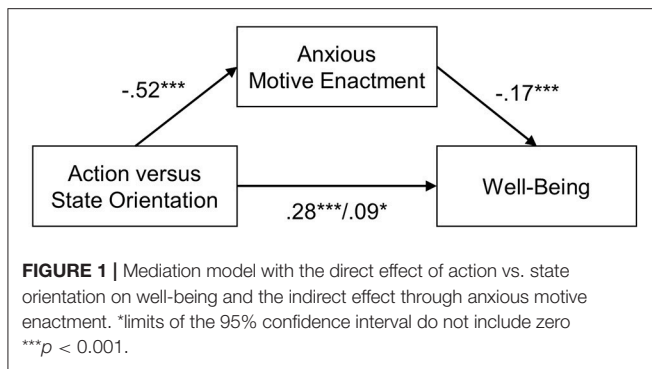 Anxious
Motive Enactment
-.52***
-.17***
Action versus
State Orientation
Well-Being
.28***/.09*
FIGURE 1 | Mediation model with the direct effect of action vs. state
orientation on well-being and the indirect effect through anxious motive
enactment. *limits of the 95% confidence interval do not include zero
***p < 0.001.